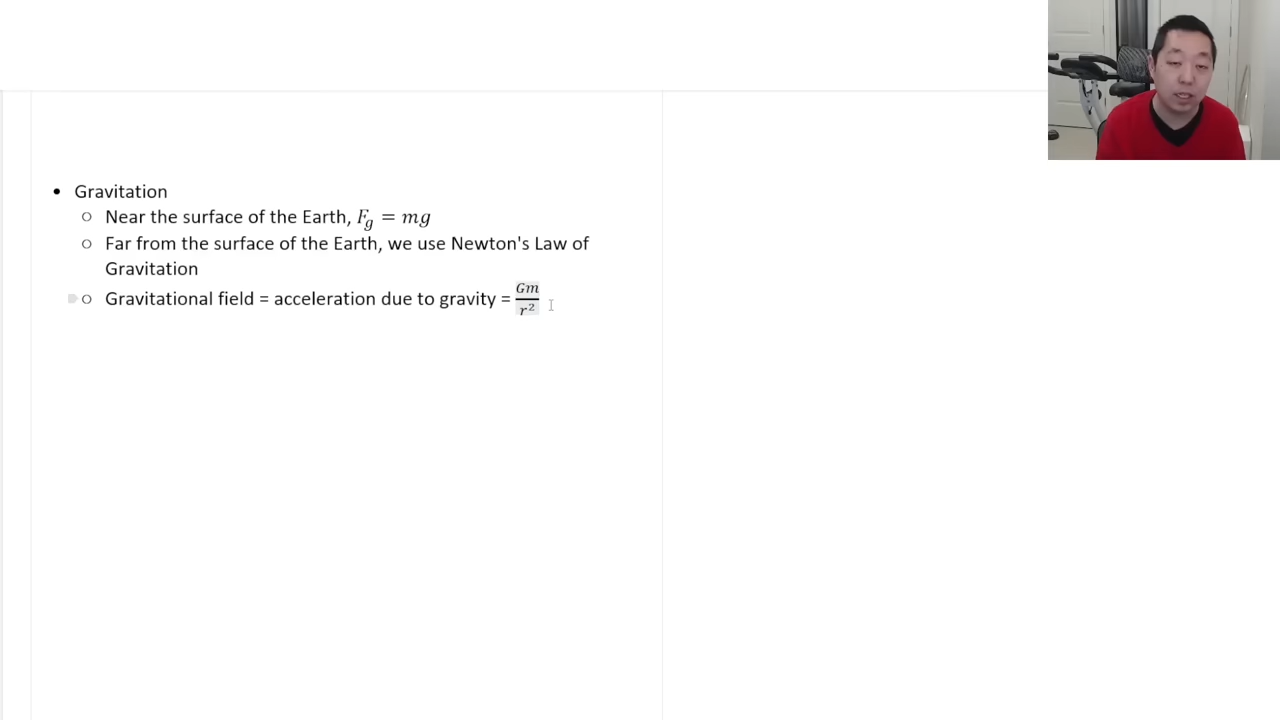 • Gravitation
○ Near the surface of the Earth, $F_g = mg$
○ Far from the surface of the Earth, we use Newton's Law of
Gravitation
○ Gravitational field = acceleration due to gravity = $\frac{Gm}{r^2}$